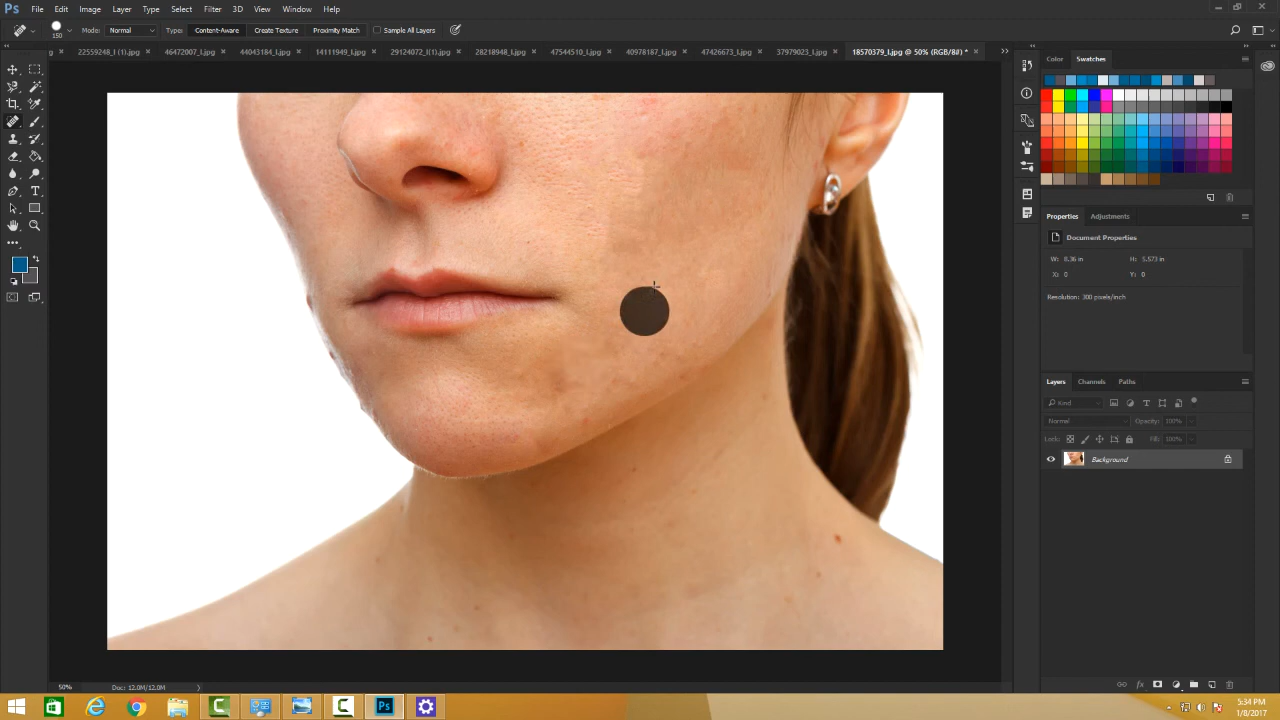 Ps File Edit Image Layer Type Select Filter 3D View Window Help
150 Mode: Normal Type: Content-Aware Create Texture Proximity Match Sample All Layers
g × 22559248_l (1).jpg × 46472007_l.jpg × 44043184_l.jpg × 14111949_l.jpg × 29124072_l(1).jpg × 28218948_l.jpg × 47544510_l.jpg × 40978187_l.jpg × 47426673_l.jpg × 37979023_l.jpg × 18570379_l.jpg @ 50% (RGB/8#) * ×
Color Swatches
Properties Adjustments
Document Properties
W: 8.36 in H: 5.573 in
X: 0 Y: 0
Resolution: 300 pixels/inch
Layers Channels Paths
Kind
Normal Opacity: 100%
Lock: Fill: 100%
Background
50% Doc: 12.0M/12.0M
Ps
5:34 PM
1/8/2017